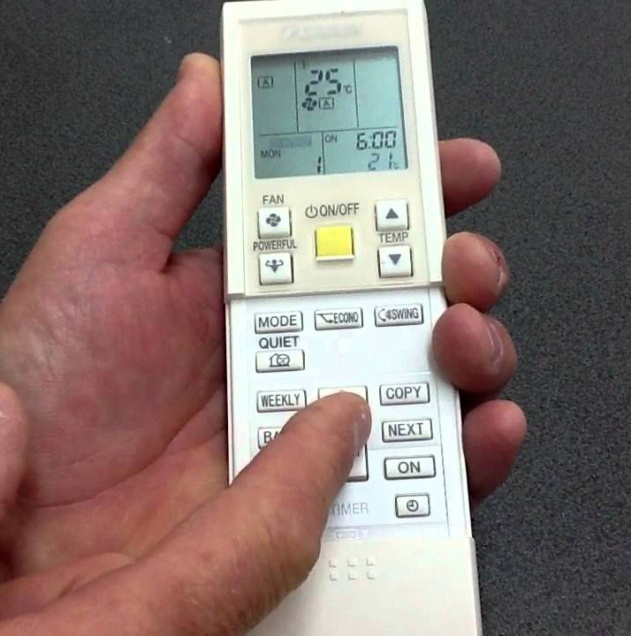 A
25°C
A
ON 6:00
MON 1 21°C
FAN
ON/OFF
POWERFUL
TEMP
MODE
ECONO
SWING
QUIET
WEEKLY
COPY
NEXT
ON
TIMER